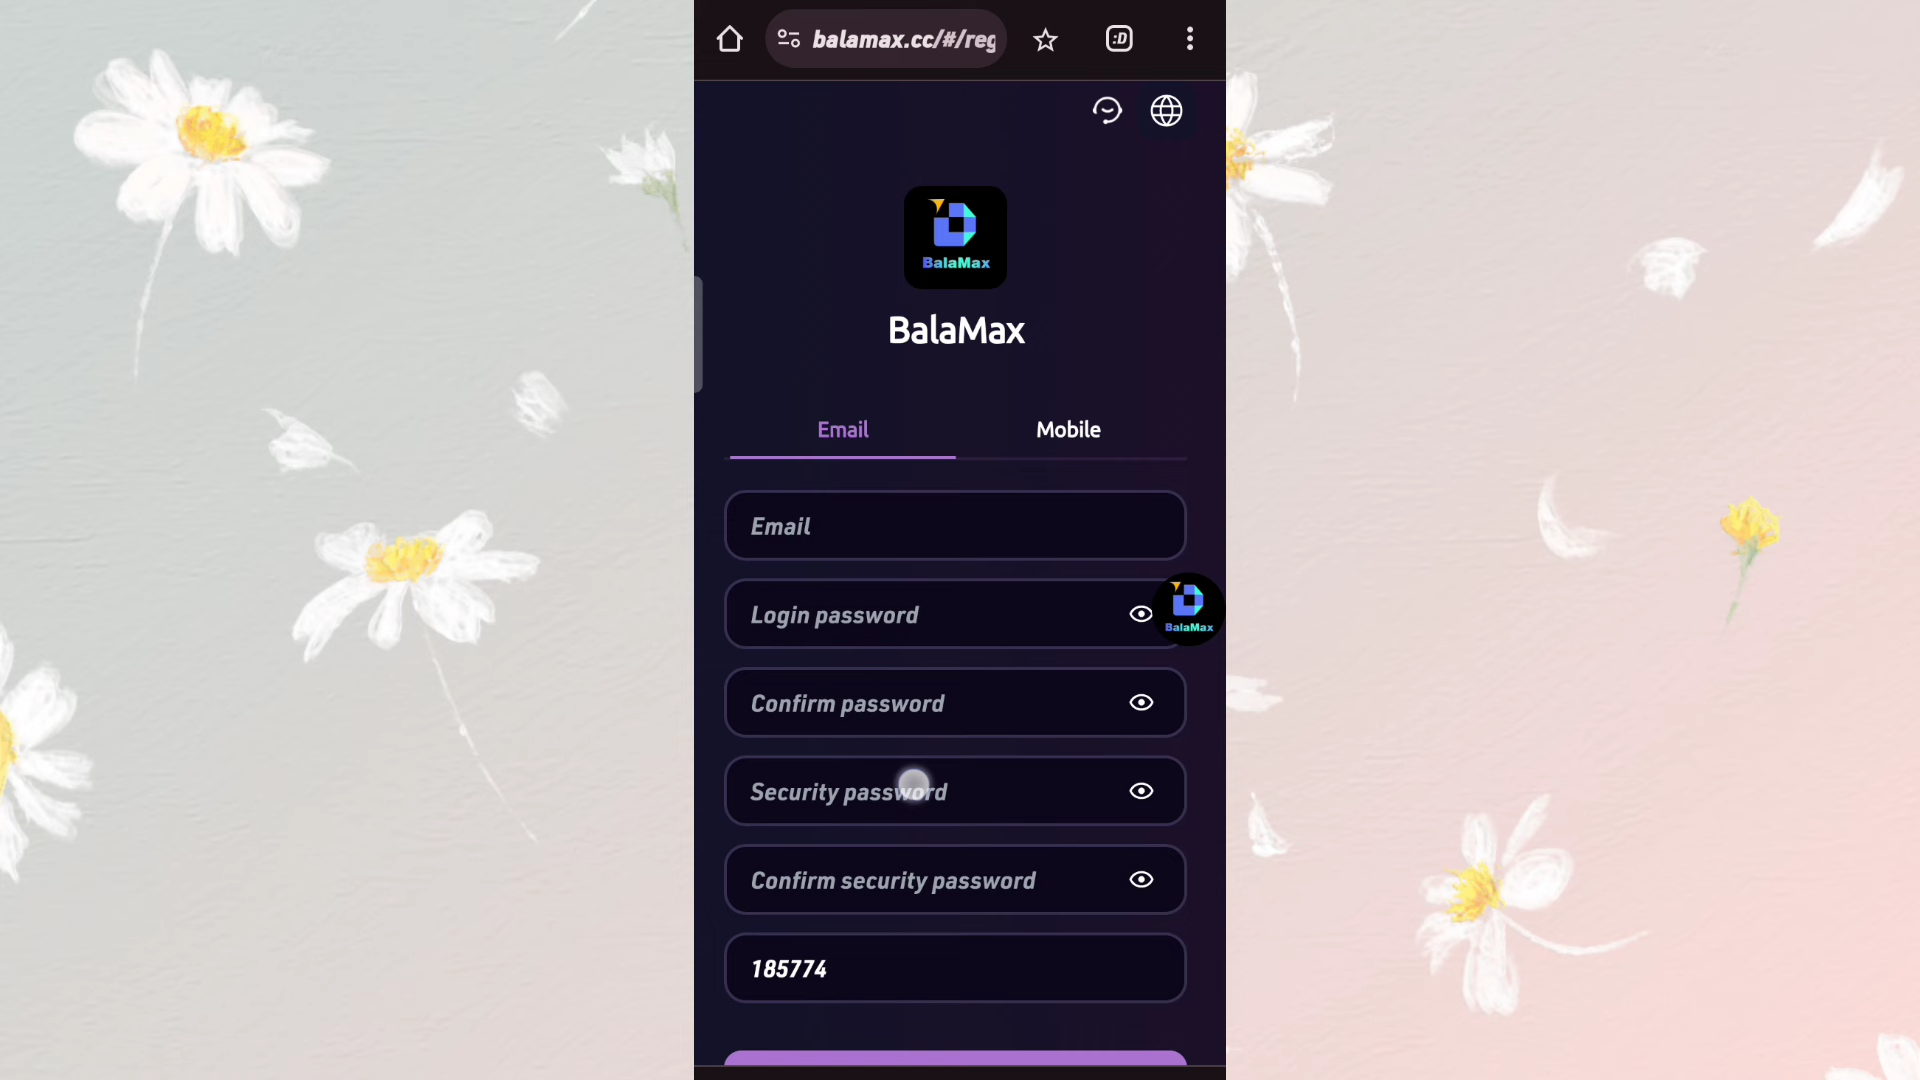 balamax.cc/#/reg
:D
BalaMax
BalaMax
Email
Mobile
Email
Login password
BalaMax
Confirm password
Security password
Confirm security password
185774